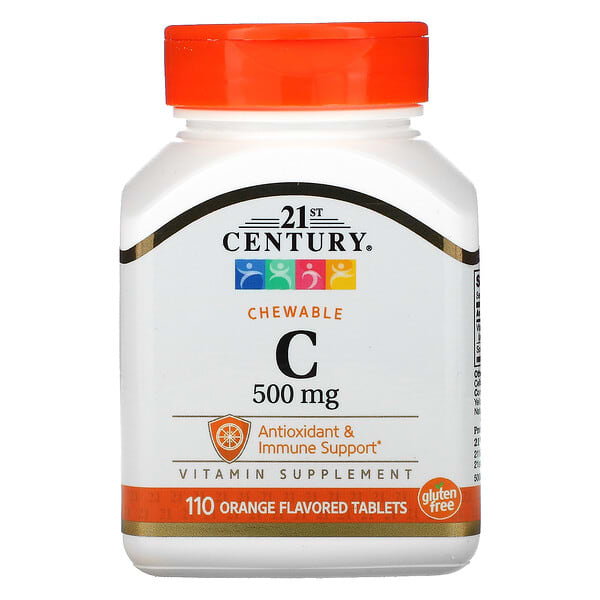 21ST
CENTURY®
CHEWABLE
C
500 mg
Antioxidant &
Immune Support*
VITAMIN SUPPLEMENT
110 ORANGE FLAVORED TABLETS
gluten
free